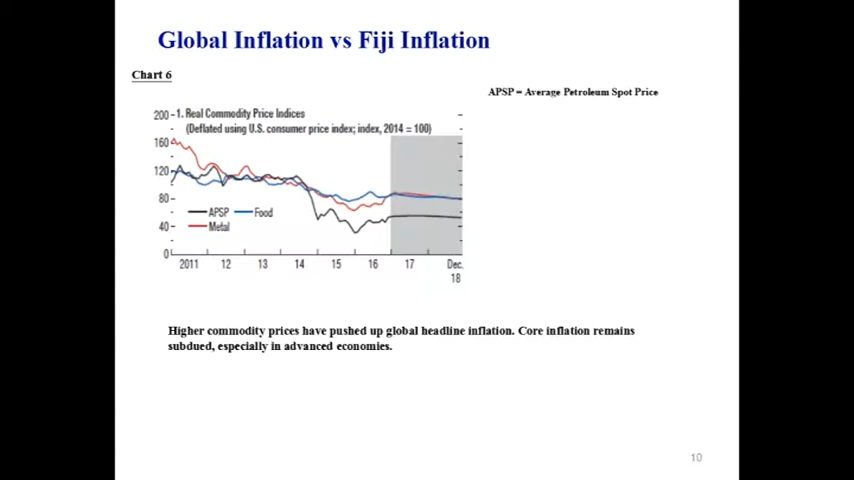 Global Inflation vs Fiji Inflation
Chart 6
APSP = Average Petroleum Spot Price
200
1. Real Commodity Price Indices
(Deflated using U.S. consumer price index; index, 2014 = 100)
160
120
80
APSP Food
Metal
40
0
2011 12 13 14 15 16 17 Dec.
18
Higher commodity prices have pushed up global headline inflation. Core inflation remains
subdued, especially in advanced economies.
10